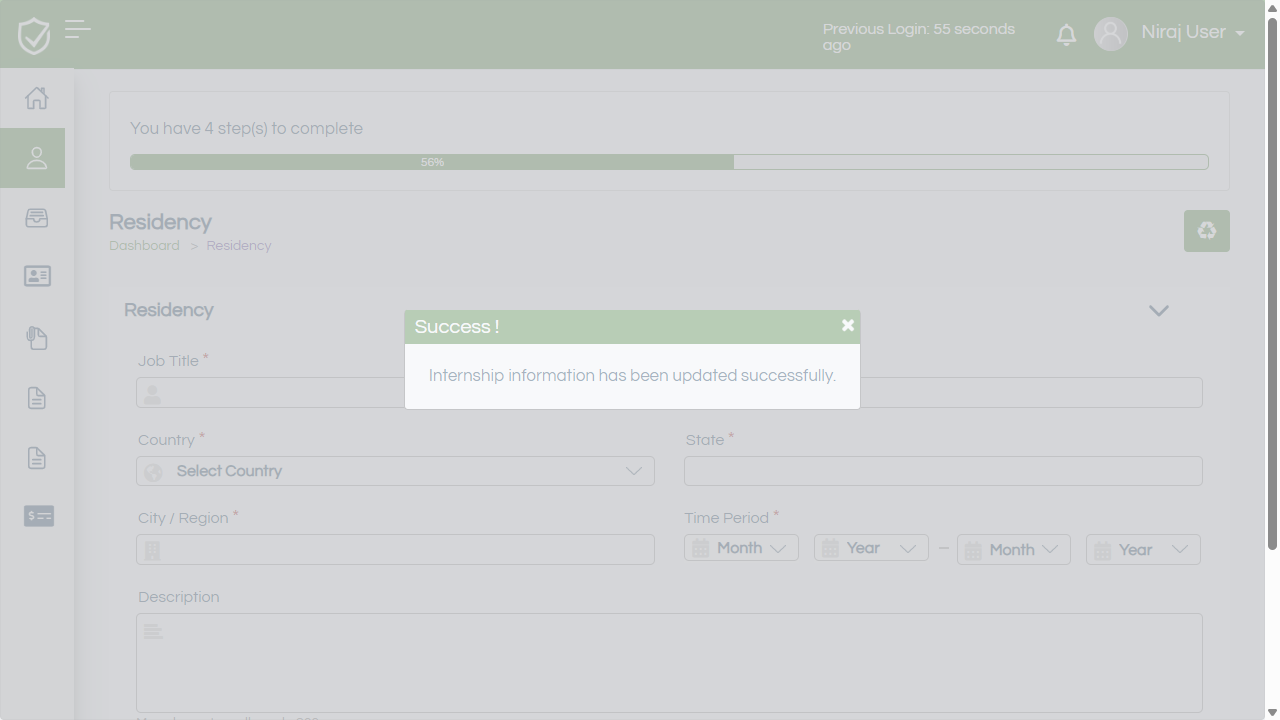 Previous Login: 55 seconds
ago
Niraj User
You have 4 step(s) to complete
56%
Residency
Dashboard > Residency
Residency
Success !
Job Title *
Internship information has been updated successfully.
Country *
State *
Select Country
City / Region *
Time Period *
Month
Year
–
Month
Year
Description